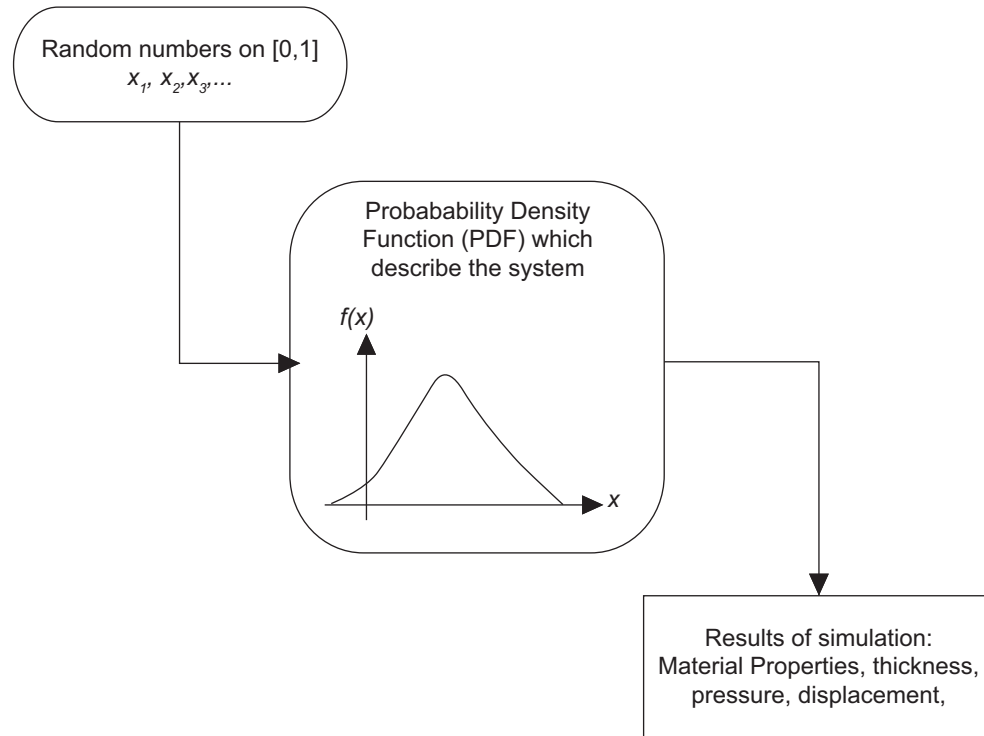 Random numbers on [0,1]
x₁, x₂,x₃,...
Probabability Density
Function (PDF) which
describe the system
f(x)
x
Results of simulation:
Material Properties, thickness,
pressure, displacement,